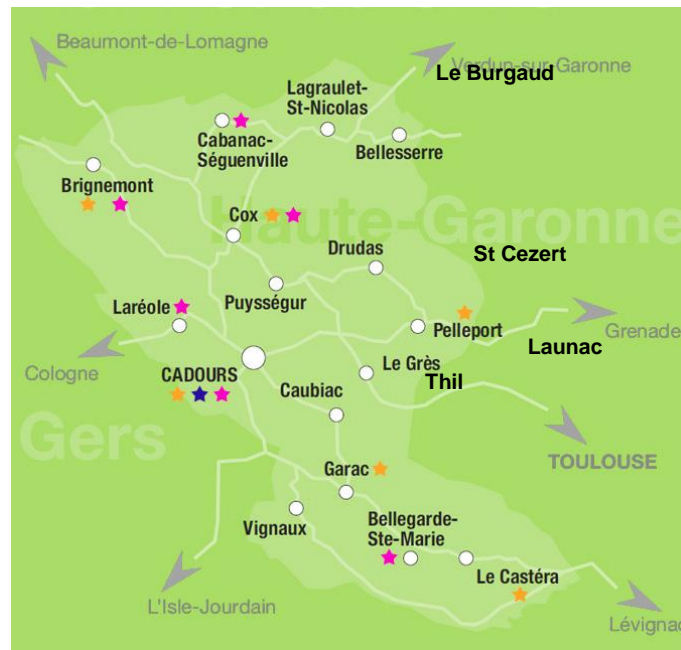 Beaumont-de-Lomagne
Verdun-sur-Garonne
Le Burgaud
Lagraulet-
St-Nicolas
Cabanac-
Séguenville
Bellesserre
Brignemont
Cox
Haute-Garonne
Drudas
St Cezert
Laréole
Puysségur
Pelleport
Grenade
Launac
Cologne
CADOURS
Le Grès
Thil
Caubiac
Gers
TOULOUSE
Garac
Vignaux
Bellegarde-
Ste-Marie
Le Castéra
L'Isle-Jourdain
Lévignac